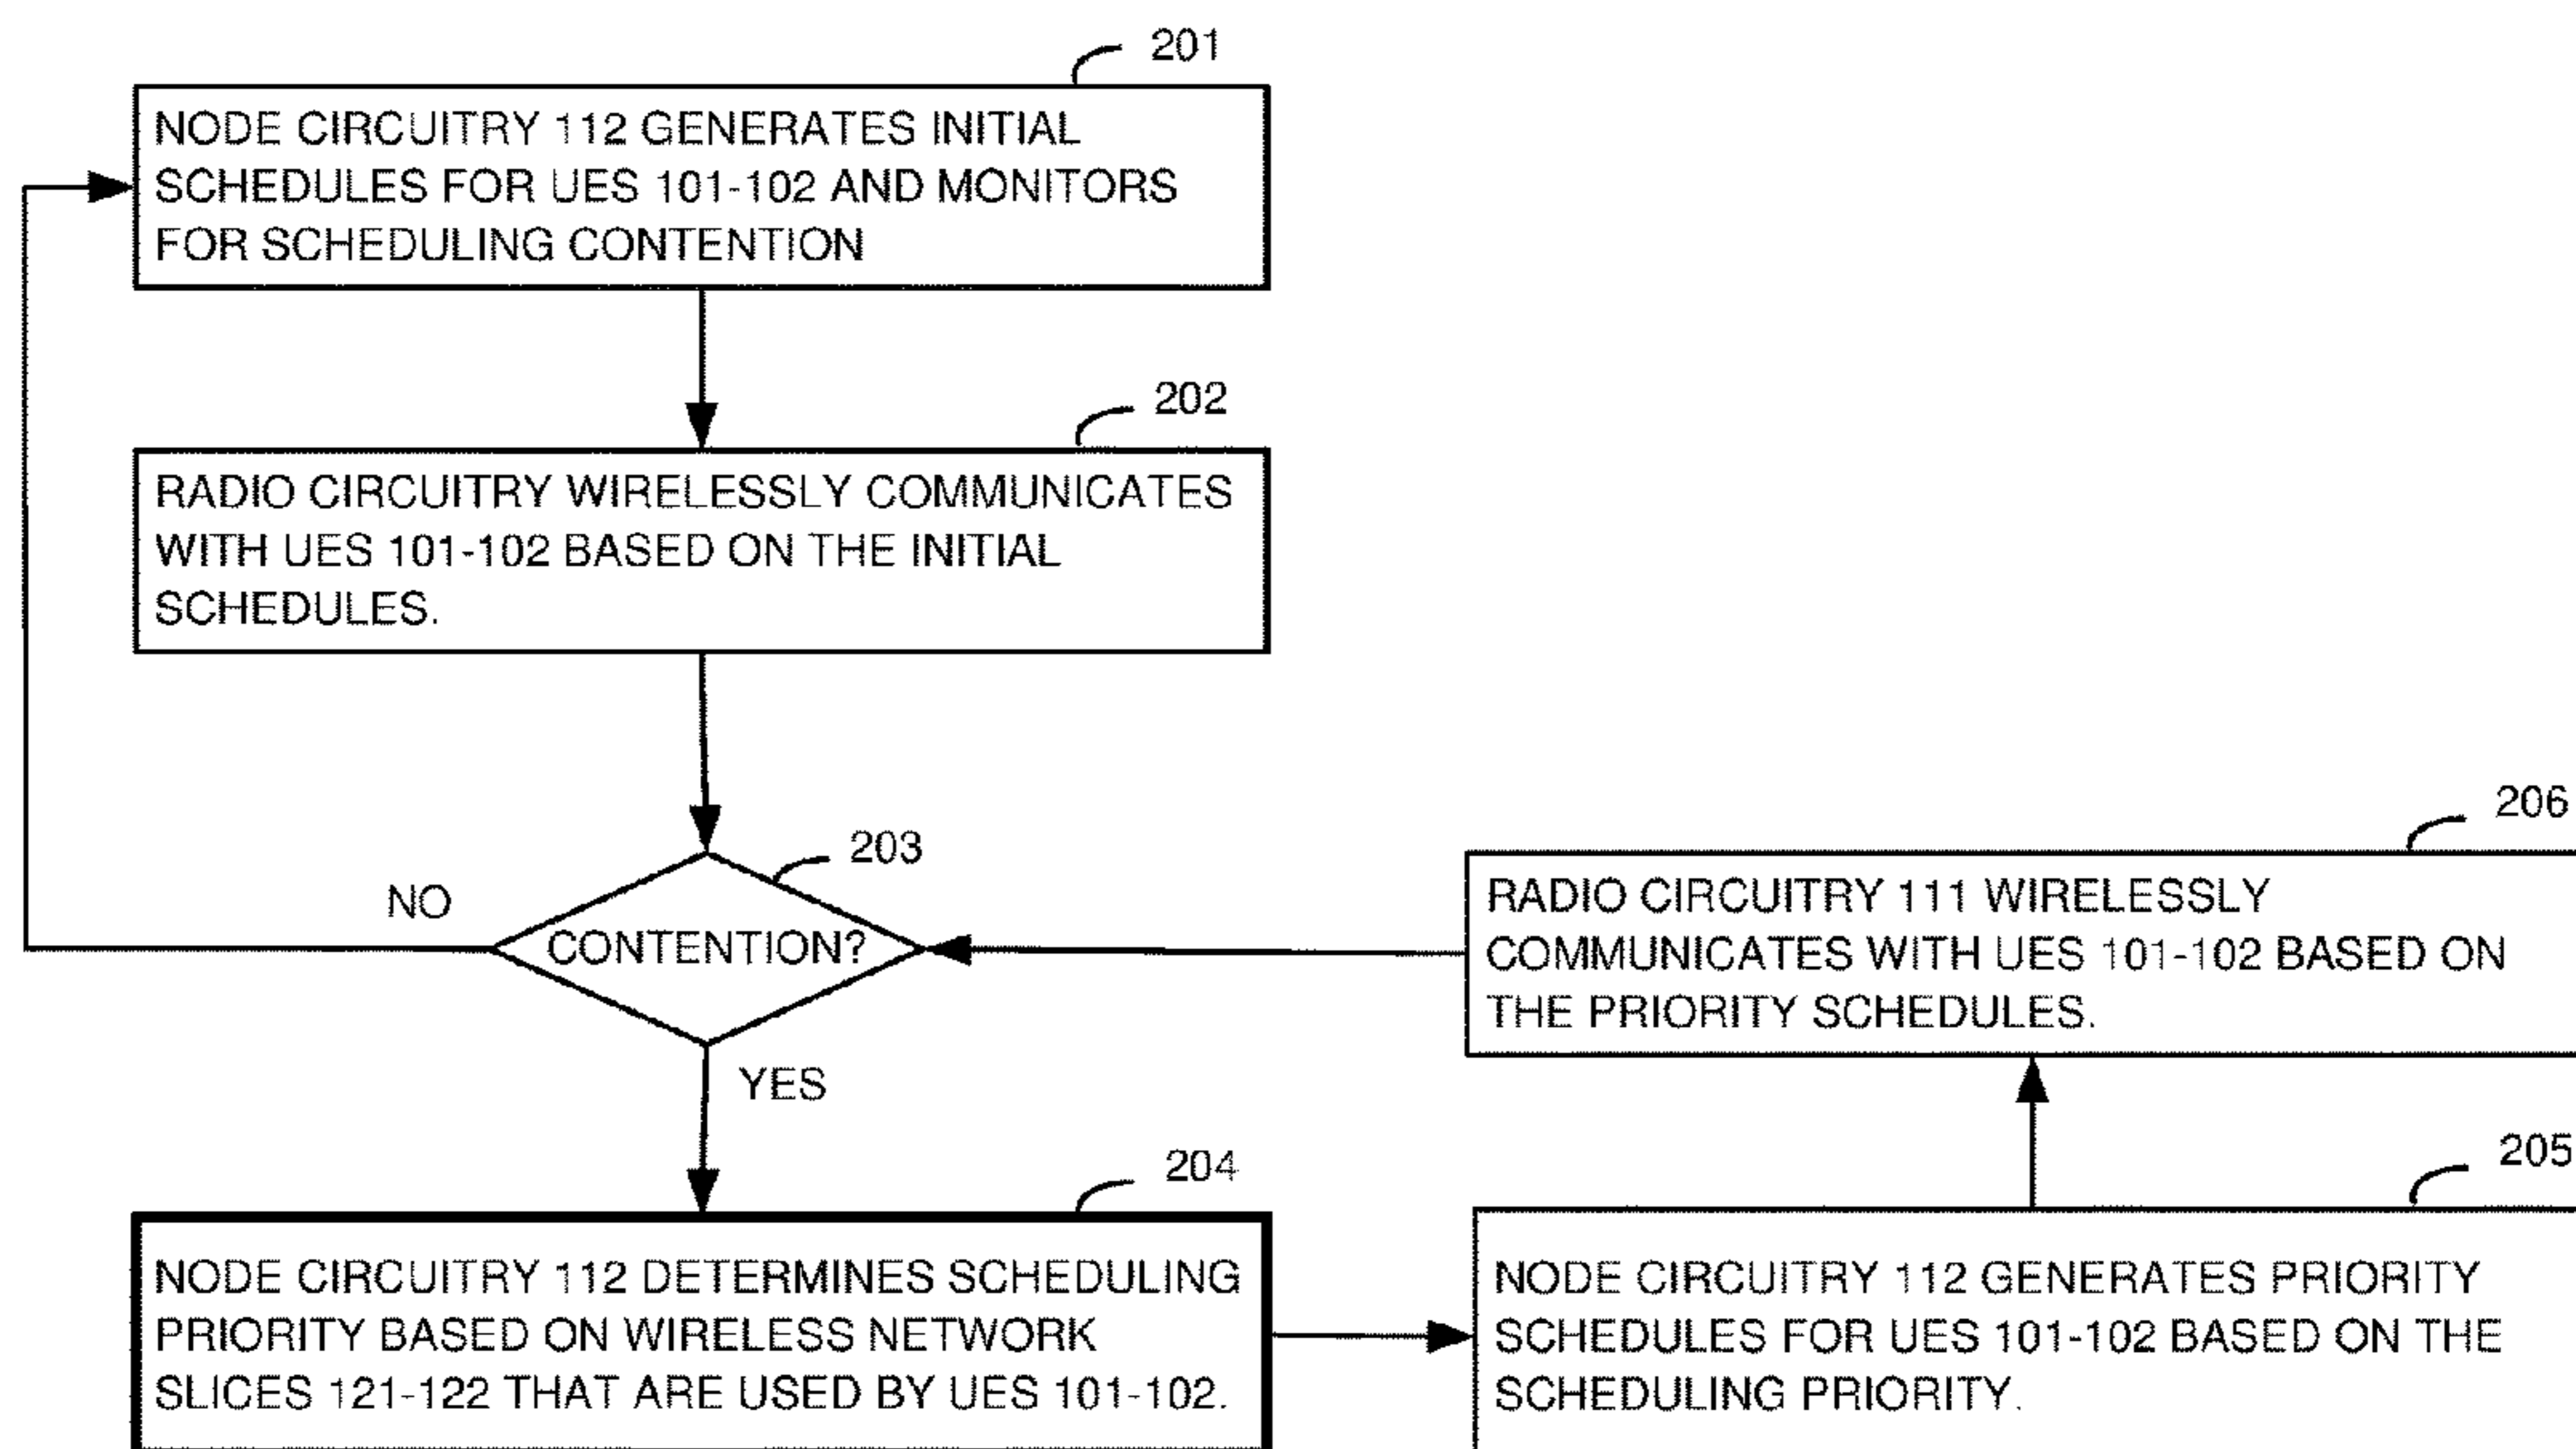 201
NODE CIRCUITRY 112 GENERATES INITIAL
SCHEDULES FOR UES 101-102 AND MONITORS
FOR SCHEDULING CONTENTION
202
RADIO CIRCUITRY WIRELESSLY COMMUNICATES
WITH UES 101-102 BASED ON THE INITIAL
SCHEDULES.
203
NO
CONTENTION?
YES
204
NODE CIRCUITRY 112 DETERMINES SCHEDULING
PRIORITY BASED ON WIRELESS NETWORK
SLICES 121-122 THAT ARE USED BY UES 101-102.
205
NODE CIRCUITRY 112 GENERATES PRIORITY
SCHEDULES FOR UES 101-102 BASED ON THE
SCHEDULING PRIORITY.
206
RADIO CIRCUITRY 111 WIRELESSLY
COMMUNICATES WITH UES 101-102 BASED ON
THE PRIORITY SCHEDULES.